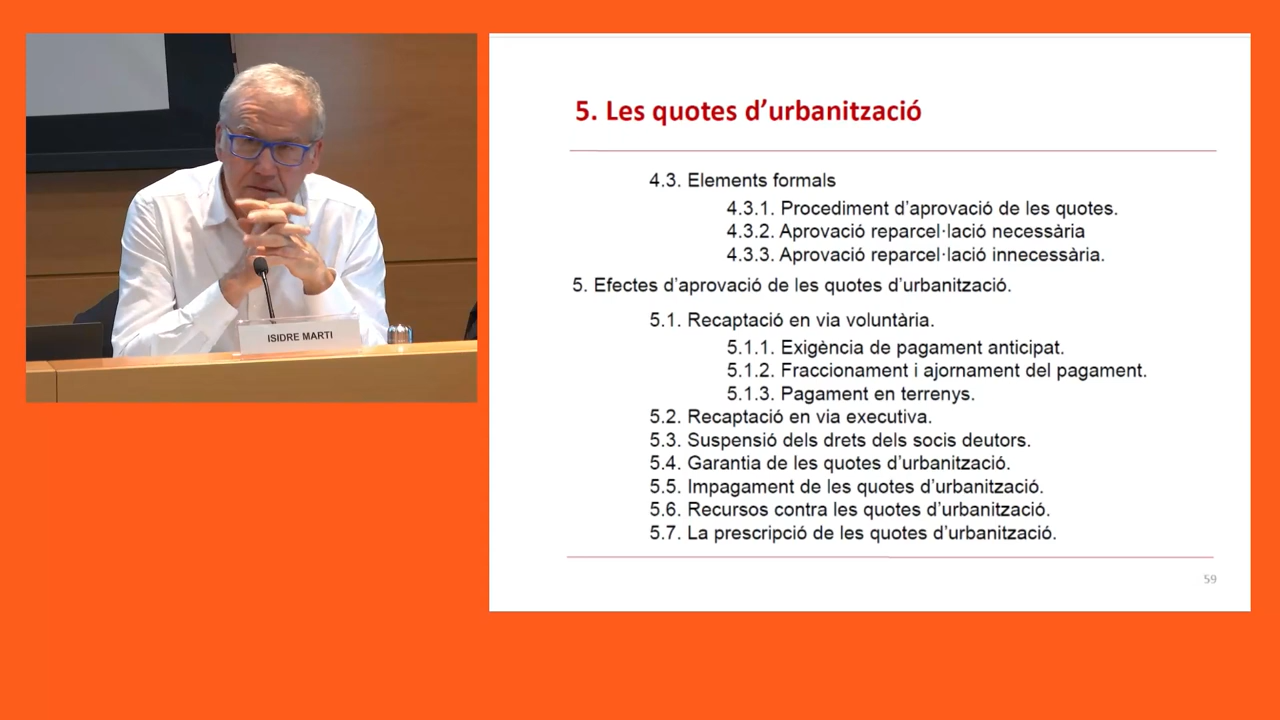 ISIDRE MARTI
5. Les quotes d’urbanització
4.3. Elements formals
4.3.1. Procediment d’aprovació de les quotes.
4.3.2. Aprovació reparcel·lació necessària
4.3.3. Aprovació reparcel·lació innecessària.
5. Efectes d’aprovació de les quotes d’urbanització.
5.1. Recaptació en via voluntària.
5.1.1. Exigència de pagament anticipat.
5.1.2. Fraccionament i ajornament del pagament.
5.1.3. Pagament en terrenys.
5.2. Recaptació en via executiva.
5.3. Suspensió dels drets dels socis deutors.
5.4. Garantia de les quotes d’urbanització.
5.5. Impagament de les quotes d’urbanització.
5.6. Recursos contra les quotes d’urbanització.
5.7. La prescripció de les quotes d’urbanització.
59